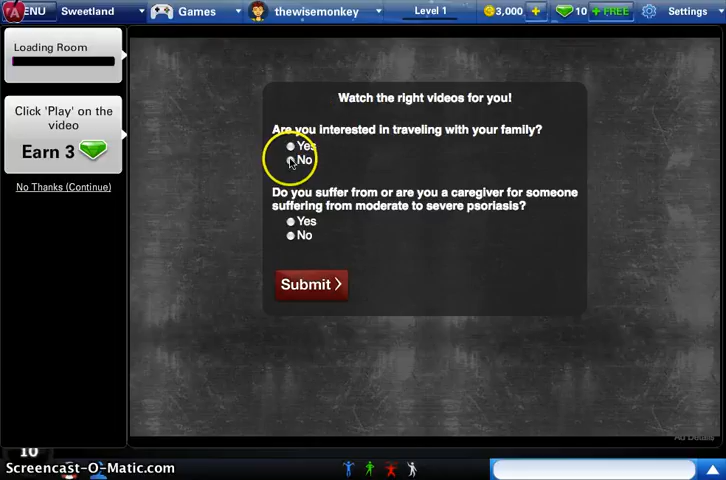 MENU Sweetland Games thewisemonkey Level 1 3,000 + 10 + FREE Settings
Loading Room
Click 'Play' on the
video
Earn 3
No Thanks (Continue)
Watch the right videos for you!
Are you interested in traveling with your family?
Yes
No
Do you suffer from or are you a caregiver for someone
suffering from moderate to severe psoriasis?
Yes
No
Submit >
Ad Details
10
Screencast-O-Matic.com